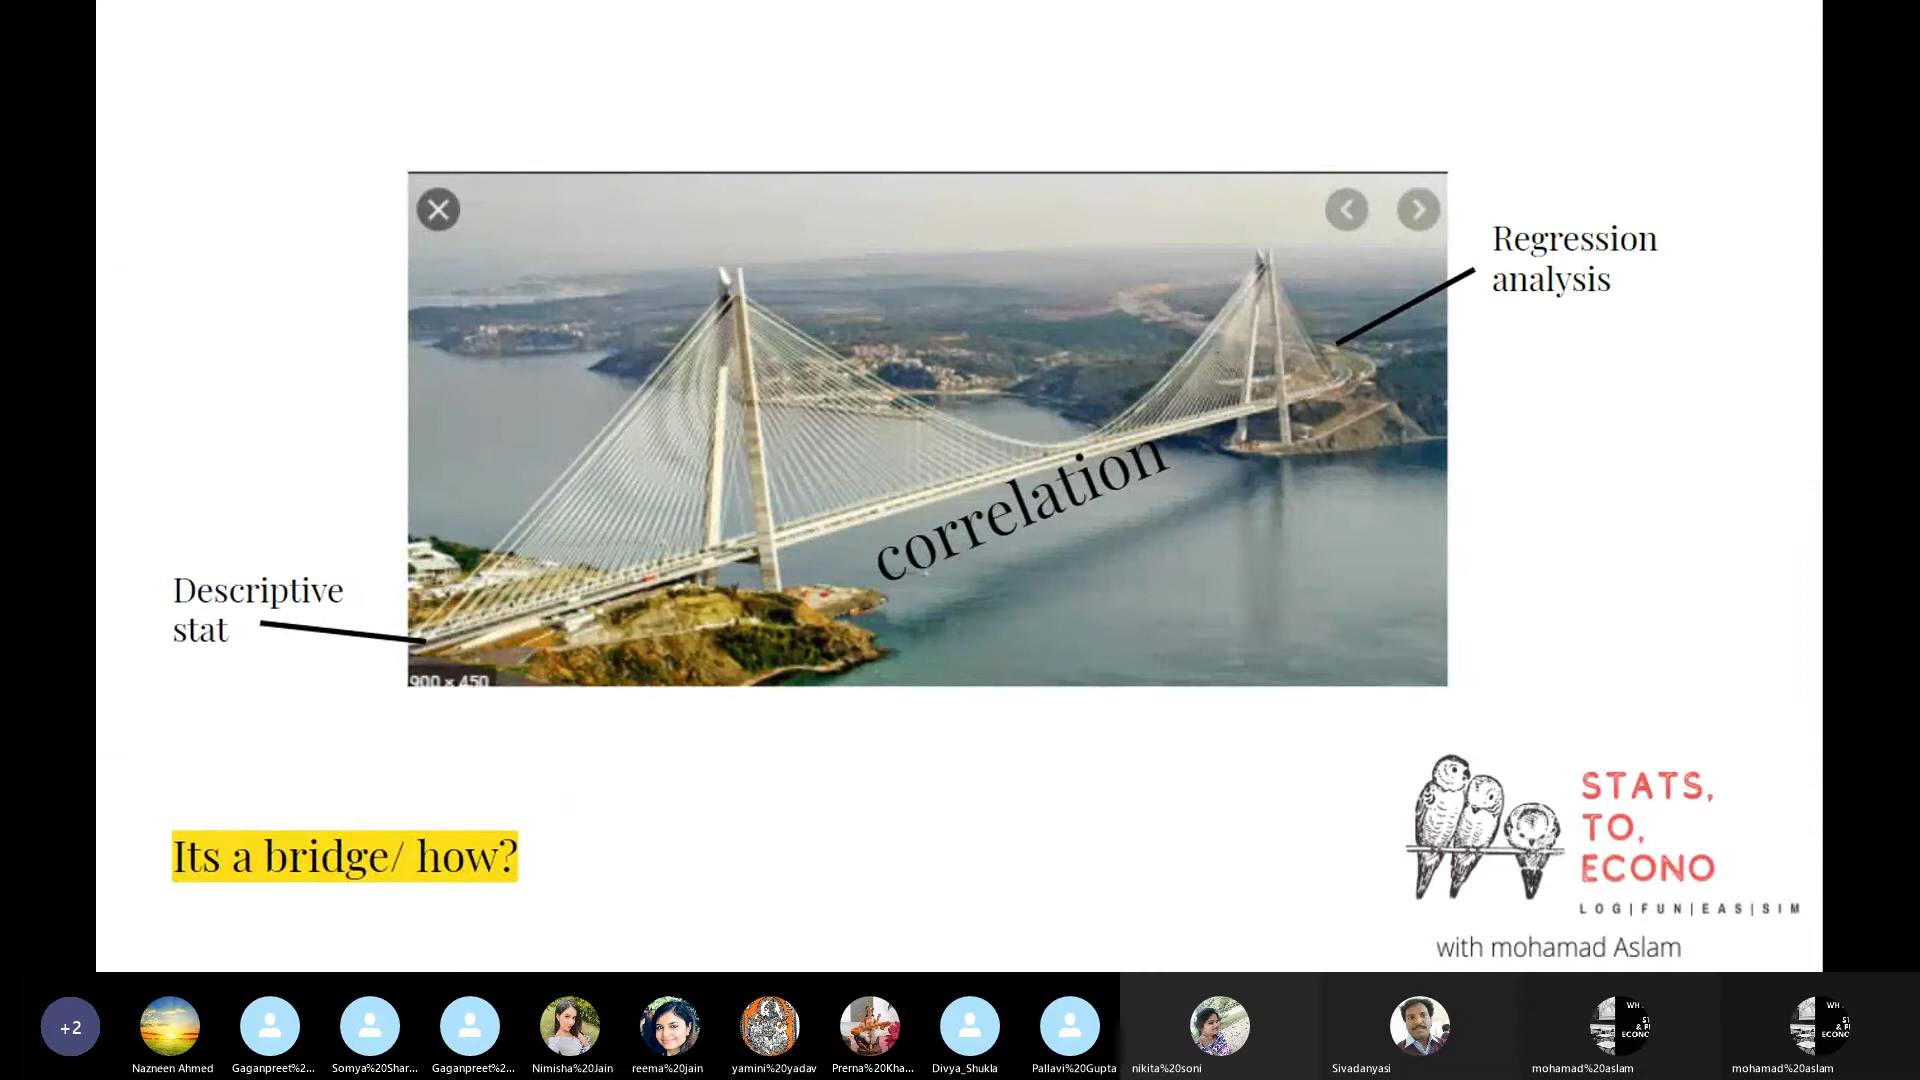 Regression
analysis
correlation
Descriptive
stat
900 × 450
Its a bridge/ how?
STATS,
TO,
ECONO
LOG|FUN|EAS|SIM
with mohamad Aslam
+2
Nazneen Ahmed
Gaganpreet%2...
Somya%20Shar...
Gaganpreet%2...
Nimisha%20Jain
reema%20jain
yamini%20yadav
Prerna%20Kha...
Divya_Shukla
Pallavi%20Gupta
nikita%20soni
Sivadanyasi
mohamad%20aslam
mohamad%20aslam